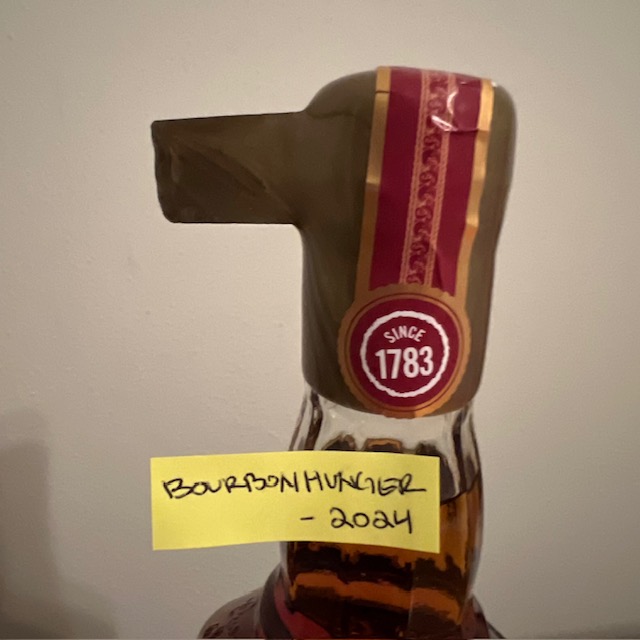 SINCE
1783
BOURBONHUNGER
- 2024